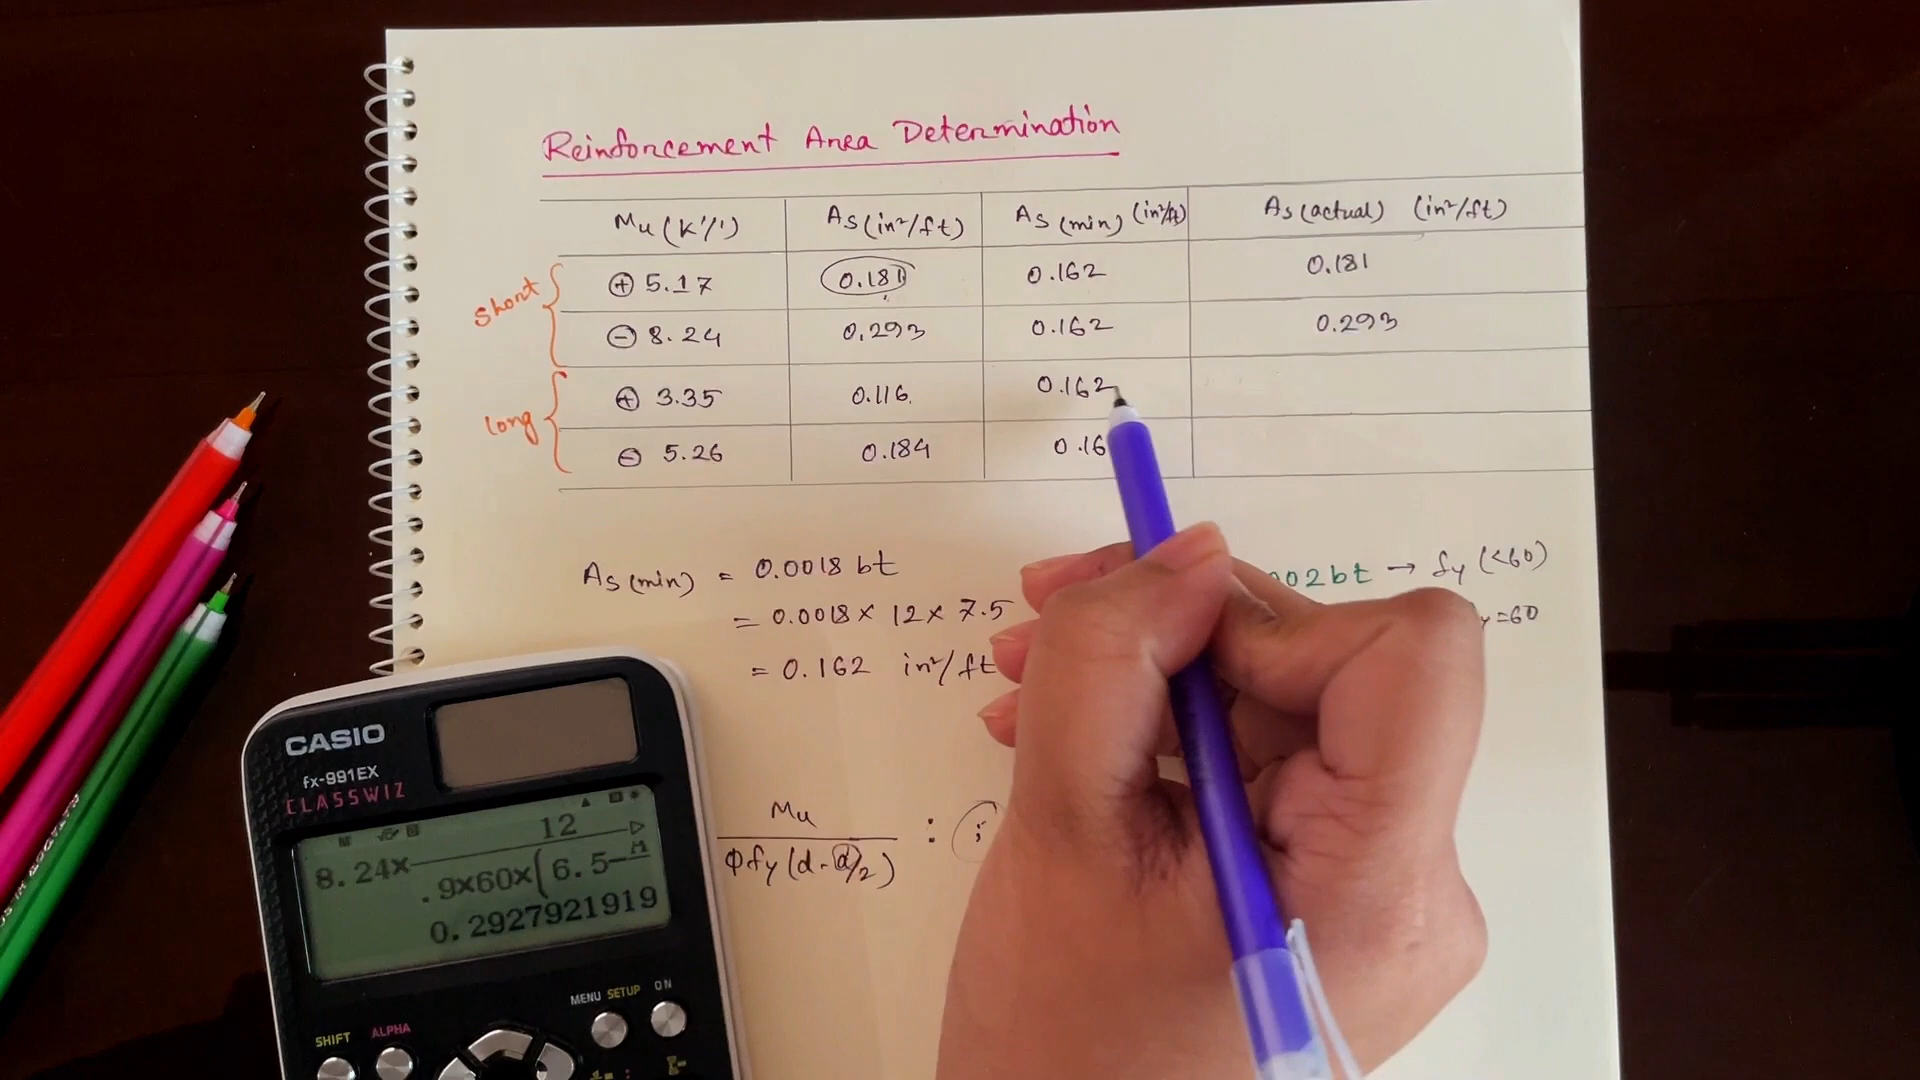 Reinforcement Area Determination
Mu (K'/') As (in²/ft) As (min) (in²/ft) As (actual) (in²/ft)
short ⊕ 5.17 0.181 0.162 0.181
⊖ 8.24 0.293 0.162 0.293
long ⊕ 3.35 0.116 0.162
⊖ 5.26 0.184 0.16
As (min) = 0.0018 bt
= 0.0018 × 12 × 7.5
= 0.162 in²/ft
002bt → fy (<60)
=60
Mu
φfy (d-a/2) :
CASIO
fx-991EX
CLASSWIZ
12
8.24×
.9×60×(6.5-
0.2927921919
MENU SETUP ON
SHIFT ALPHA